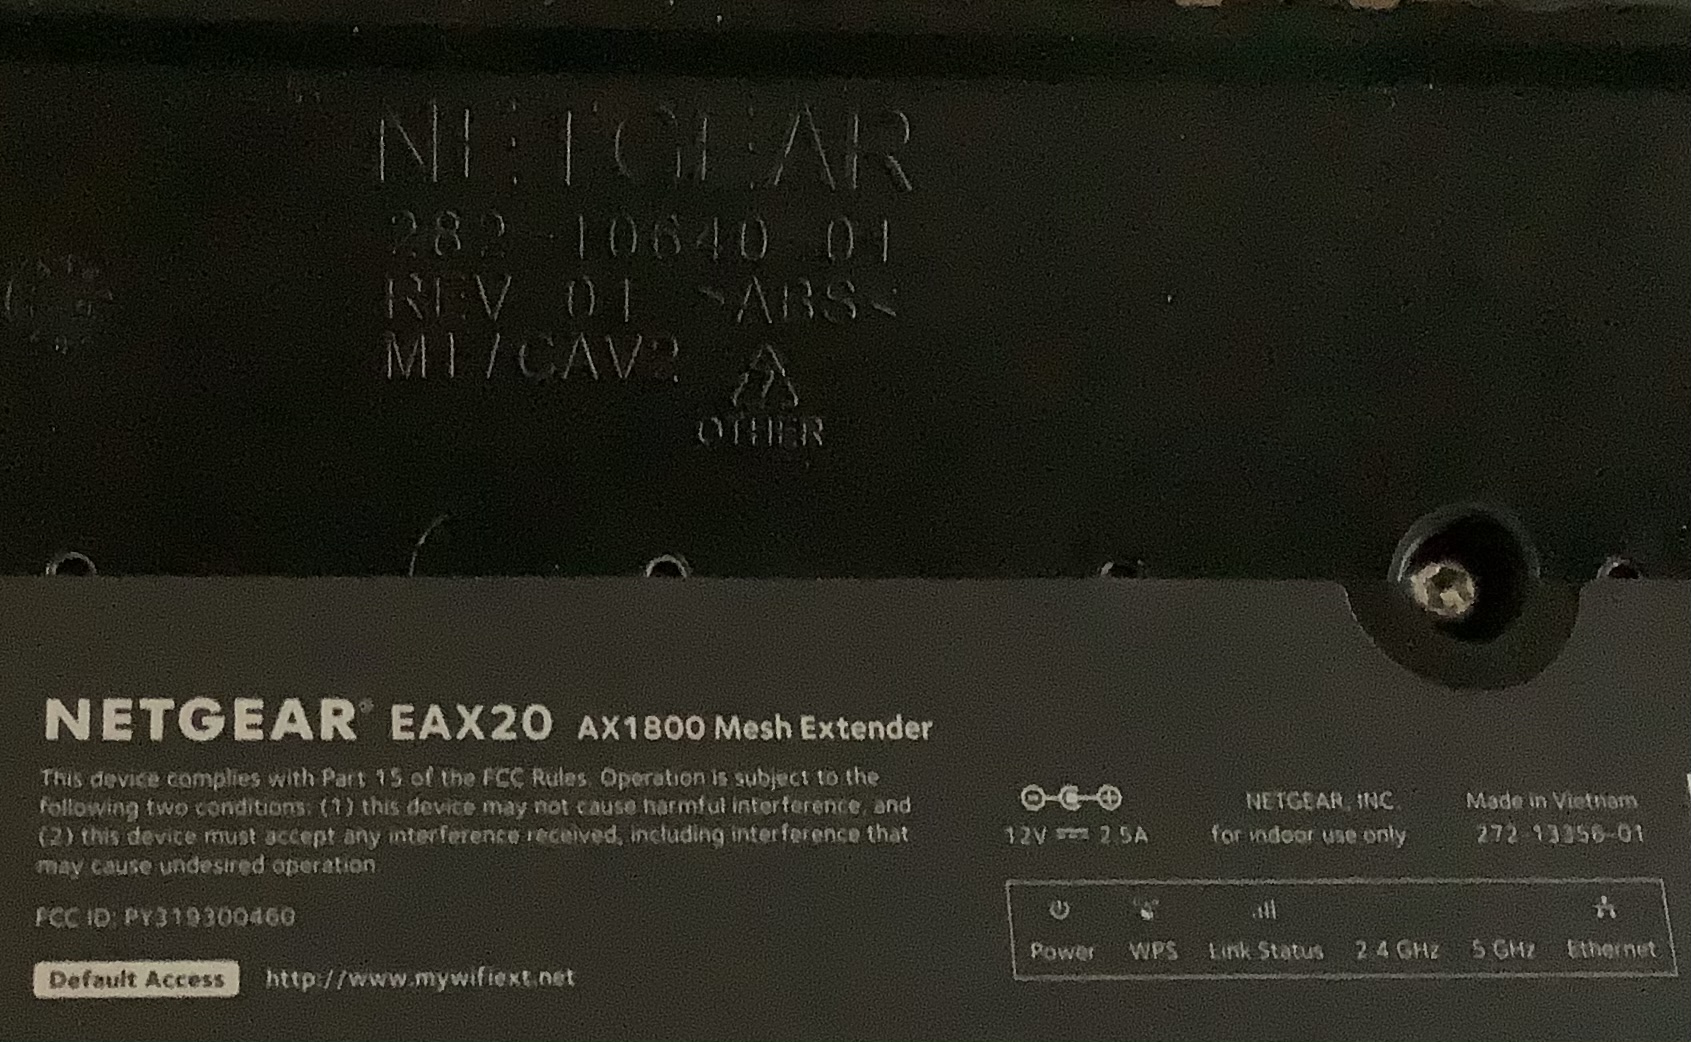 NETGEAR
282-10640-01
REV 01 >ABS<
MT/CAV2
7
OTHER
NETGEAR® EAX20 AX1800 Mesh Extender
This device complies with Part 15 of the FCC Rules. Operation is subject to the
following two conditions: (1) this device may not cause harmful interference, and
(2) this device must accept any interference received, including interference that
may cause undesired operation.
FCC ID: PY319300460
Default Access http://www.mywifiext.net
12V ⎓ 2.5A
NETGEAR, INC.
for indoor use only
Made in Vietnam
272-13356-01
Power WPS Link Status 2.4 GHz 5 GHz Ethernet